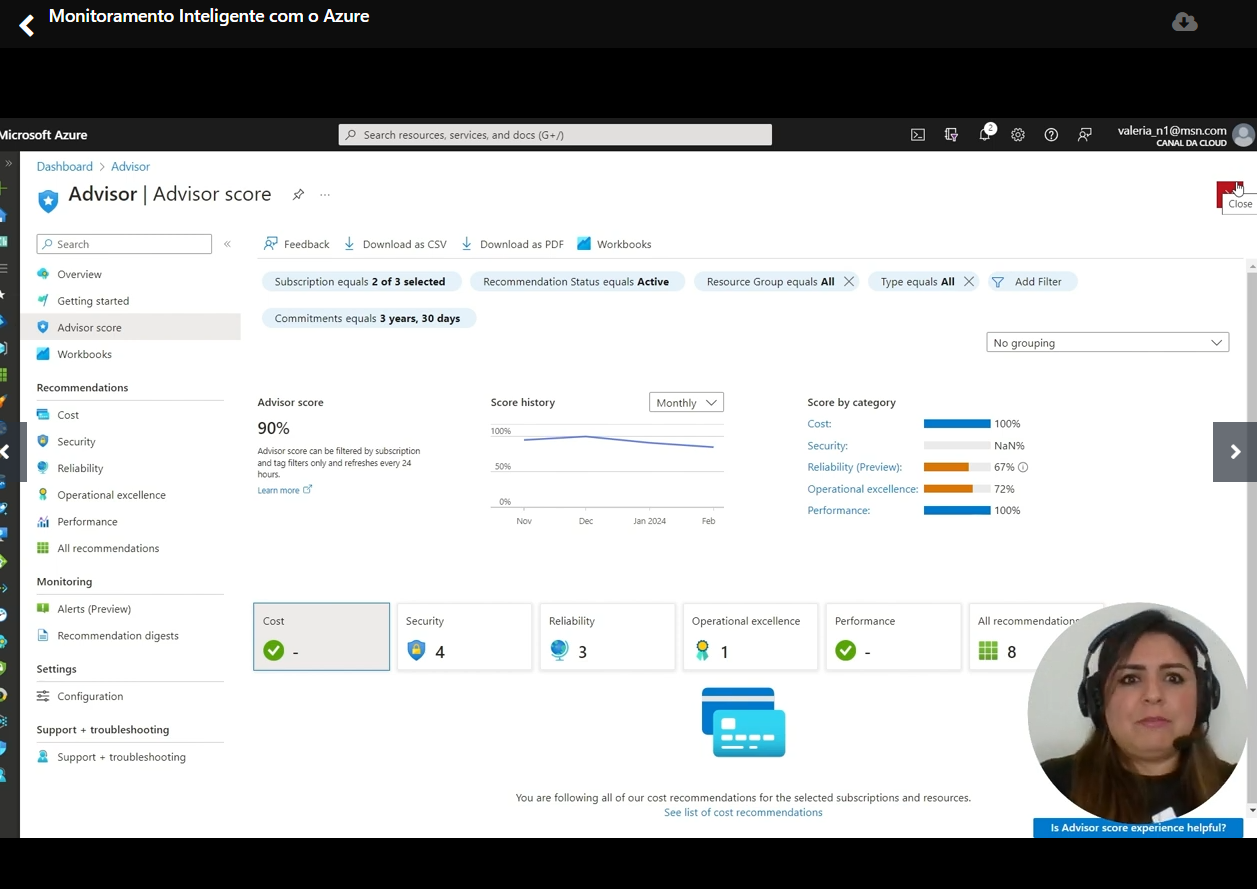 Monitoramento Inteligente com o Azure
Microsoft Azure
Search resources, services, and docs (G+/)
2
valeria_n1@msn.com
CANAL DA CLOUD
Dashboard > Advisor
Advisor | Advisor score
...
Close
Search
«
Feedback
Download as CSV
Download as PDF
Workbooks
Overview
Getting started
Advisor score
Workbooks
Recommendations
Cost
Security
Reliability
Operational excellence
Performance
All recommendations
Monitoring
Alerts (Preview)
Recommendation digests
Settings
Configuration
Support + troubleshooting
Support + troubleshooting
Subscription equals 2 of 3 selected
Recommendation Status equals Active
Resource Group equals All
Type equals All
Add Filter
Commitments equals 3 years, 30 days
No grouping
Advisor score
90%
Advisor score can be filtered by subscription
and tag filters only and refreshes every 24
hours.
Learn more
Score history
Monthly
100%
50%
0%
Nov Dec Jan 2024 Feb
Score by category
Cost: 100%
Security: NaN%
Reliability (Preview): 67%
Operational excellence: 72%
Performance: 100%
Cost
-
Security
4
Reliability
3
Operational excellence
1
Performance
-
All recommendations
8
You are following all of our cost recommendations for the selected subscriptions and resources.
See list of cost recommendations
Is Advisor score experience helpful?